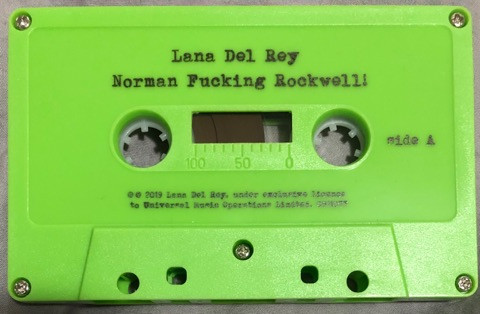 Lana Del Rey
Norman Fucking Rockwell!
side A
100 50 0
℗ © 2019 Lana Del Rey, under exclusive licence
to Universal Music Operations Limited.